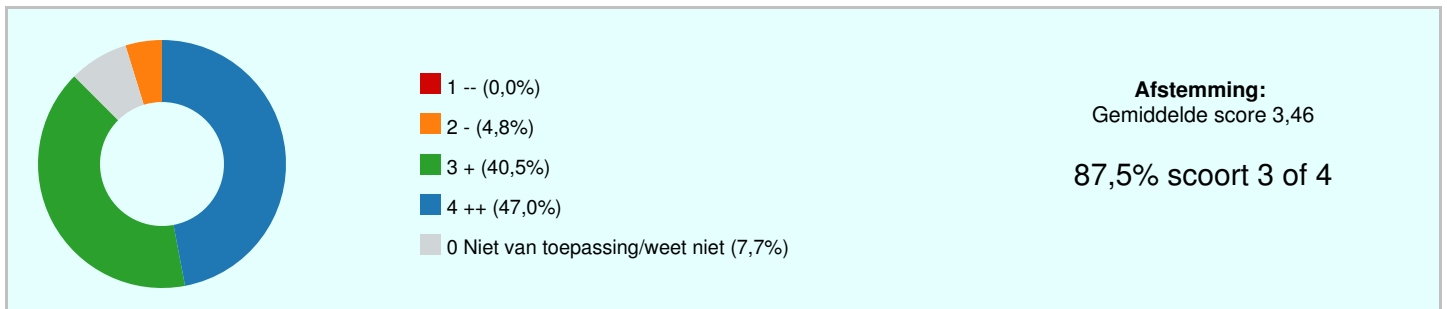 1 -- (0,0%)
2 - (4,8%)
3 + (40,5%)
4 ++ (47,0%)
0 Niet van toepassing/weet niet (7,7%)
Afstemming:
Gemiddelde score 3,46
87,5% scoort 3 of 4